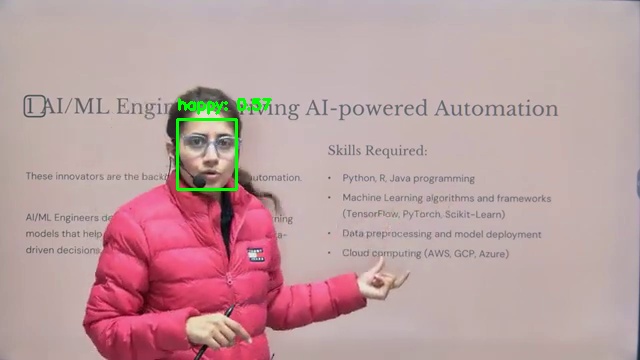 happy: 0.57
1 AI/ML Engin ving AI-powered Automation
These innovators are the back automation.
AI/ML Engineers de ning
models that help a-
driven decisions
Skills Required:
Python, R, Java programming
Machine Learning algorithms and frameworks
(TensorFlow, PyTorch, Scikit-Learn)
Data preprocessing and model deployment
Cloud computing (AWS, GCP, Azure)